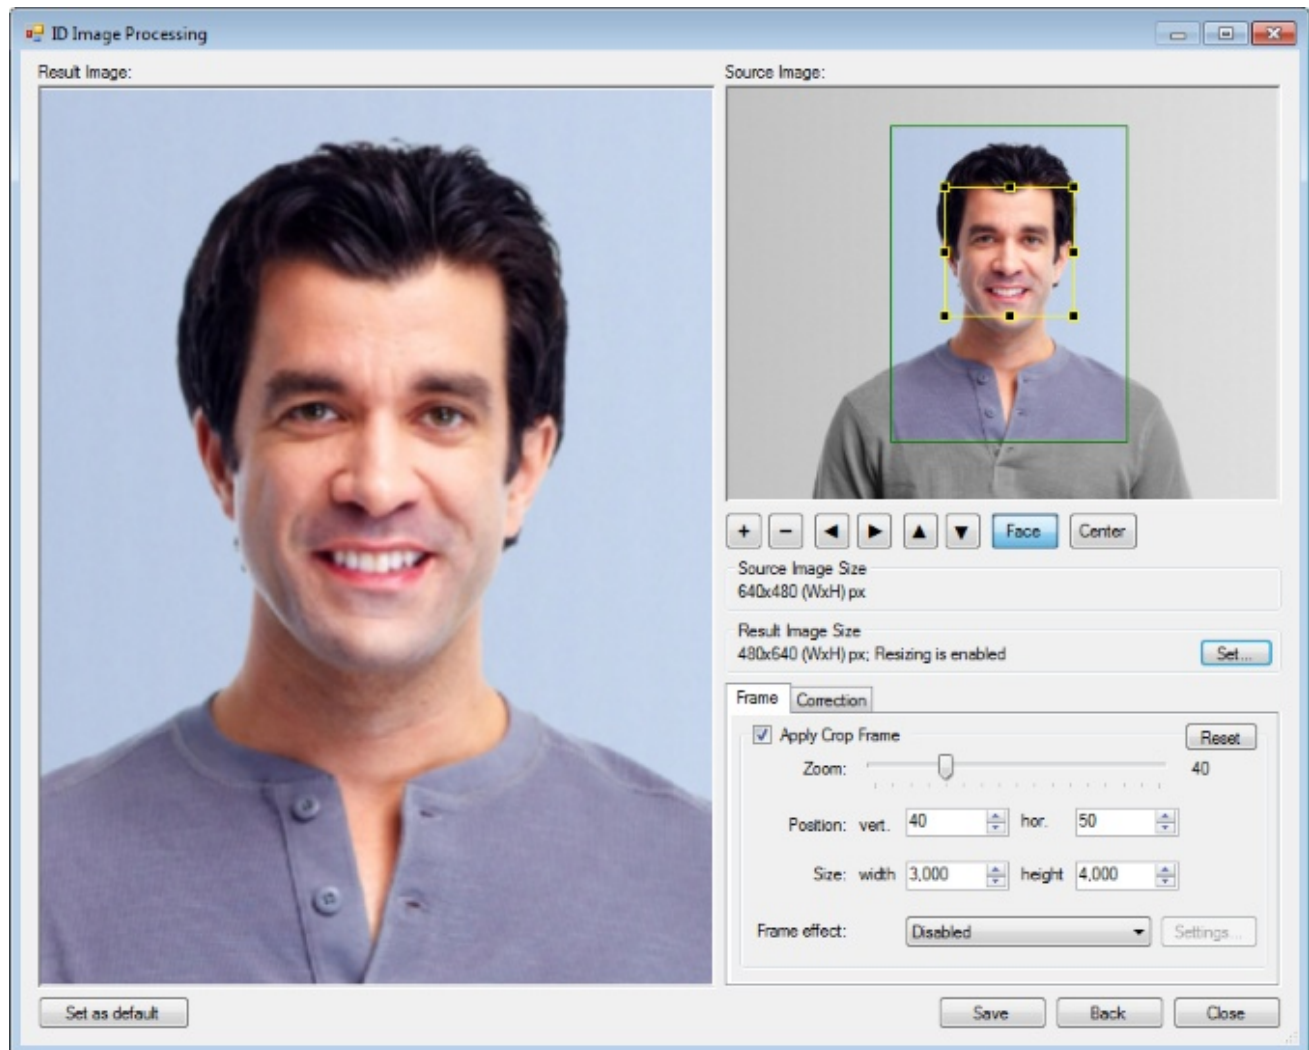 ID Image Processing
Result Image:
Source Image:
+ − ◄ ► ▲ ▼ Face Center
Source Image Size
640x480 (WxH) px
Result Image Size
480x640 (WxH) px; Resizing is enabled
Set...
Frame Correction
Apply Crop Frame
Reset
Zoom: 40
Position: vert. 40 hor. 50
Size: width 3,000 height 4,000
Frame effect: Disabled Settings...
Set as default
Save Back Close